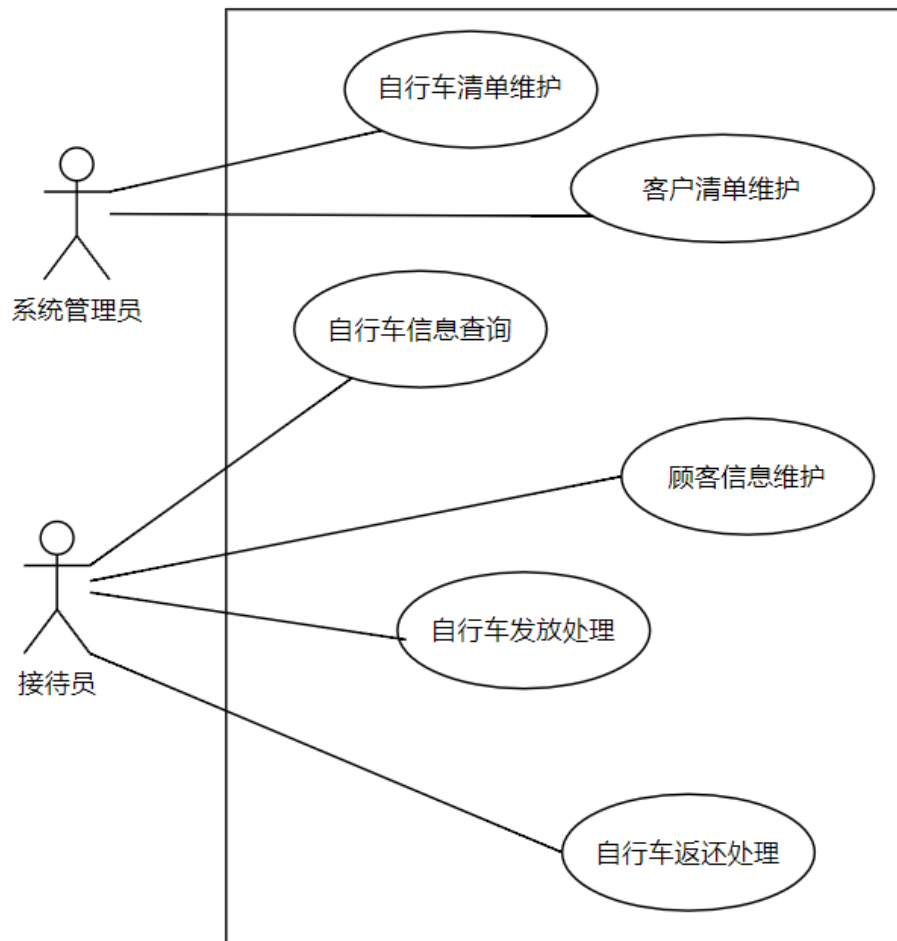 自行车清单维护
客户清单维护
系统管理员
自行车信息查询
顾客信息维护
自行车发放处理
接待员
自行车返还处理